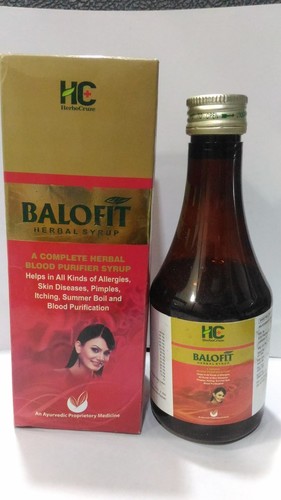 HC
HerboCrune
BALOFIT
HERBAL SYRUP
A COMPLETE HERBAL
BLOOD PURIFIER SYRUP
Helps in All Kinds of Allergies,
Skin Diseases, Pimples,
Itching, Summer Boil and
Blood Purification
An Ayurvedic Proprietary Medicine
HC
BALOFIT